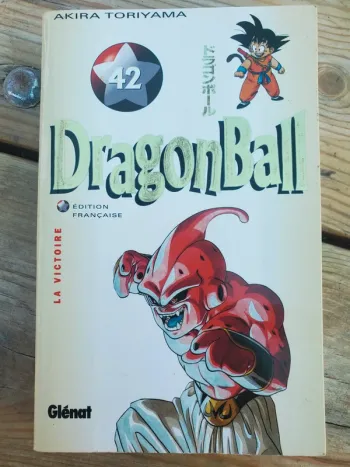 AKIRA TORIYAMA
42
ドラゴンボール
DragonBall
ÉDITION
FRANÇAISE
LA VICTOIRE
Glénat